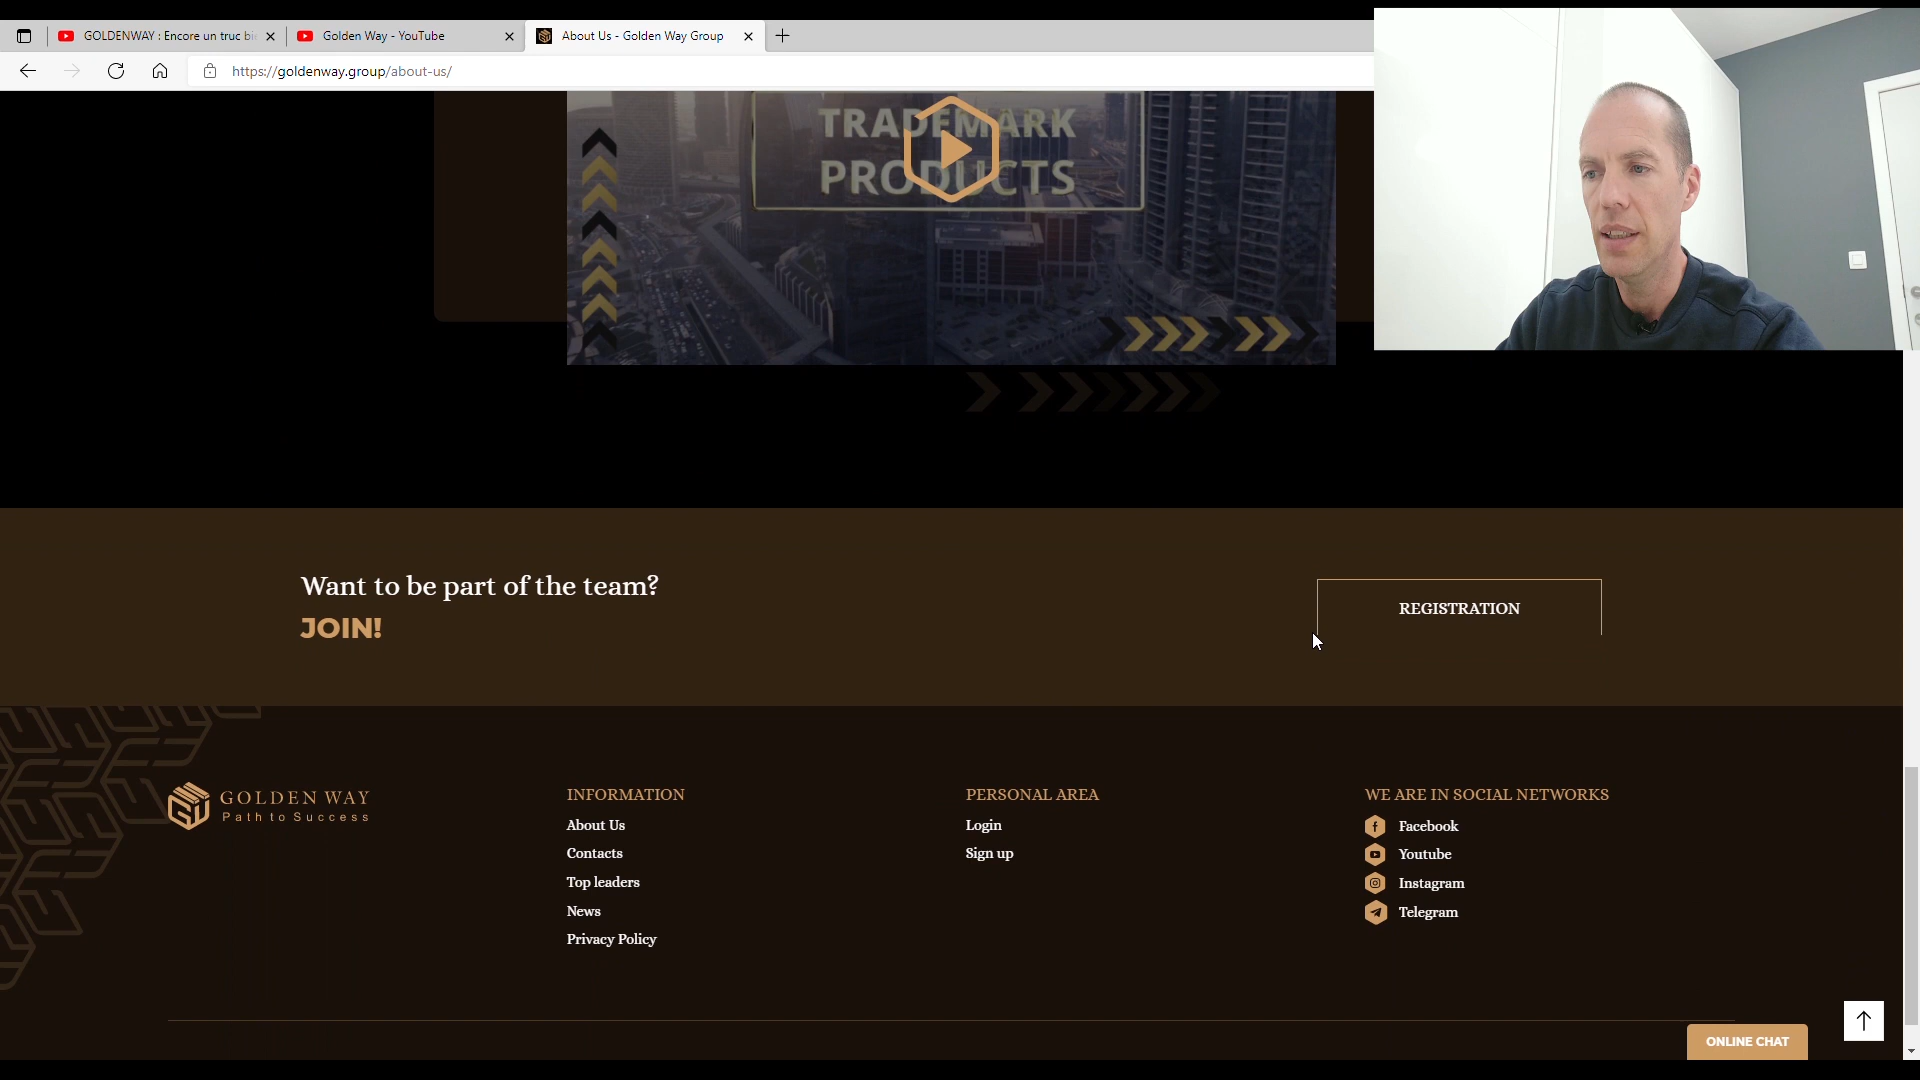 GOLDENWAY : Encore un truc bi
Golden Way - YouTube
About Us - Golden Way Group
https://goldenway.group/about-us/
TRADEMARK
PRODUCTS
Want to be part of the team?
JOIN!
REGISTRATION
GOLDEN WAY
Path to Success
INFORMATION
About Us
Contacts
Top leaders
News
Privacy Policy
PERSONAL AREA
Login
Sign up
WE ARE IN SOCIAL NETWORKS
Facebook
Youtube
Instagram
Telegram
ONLINE CHAT